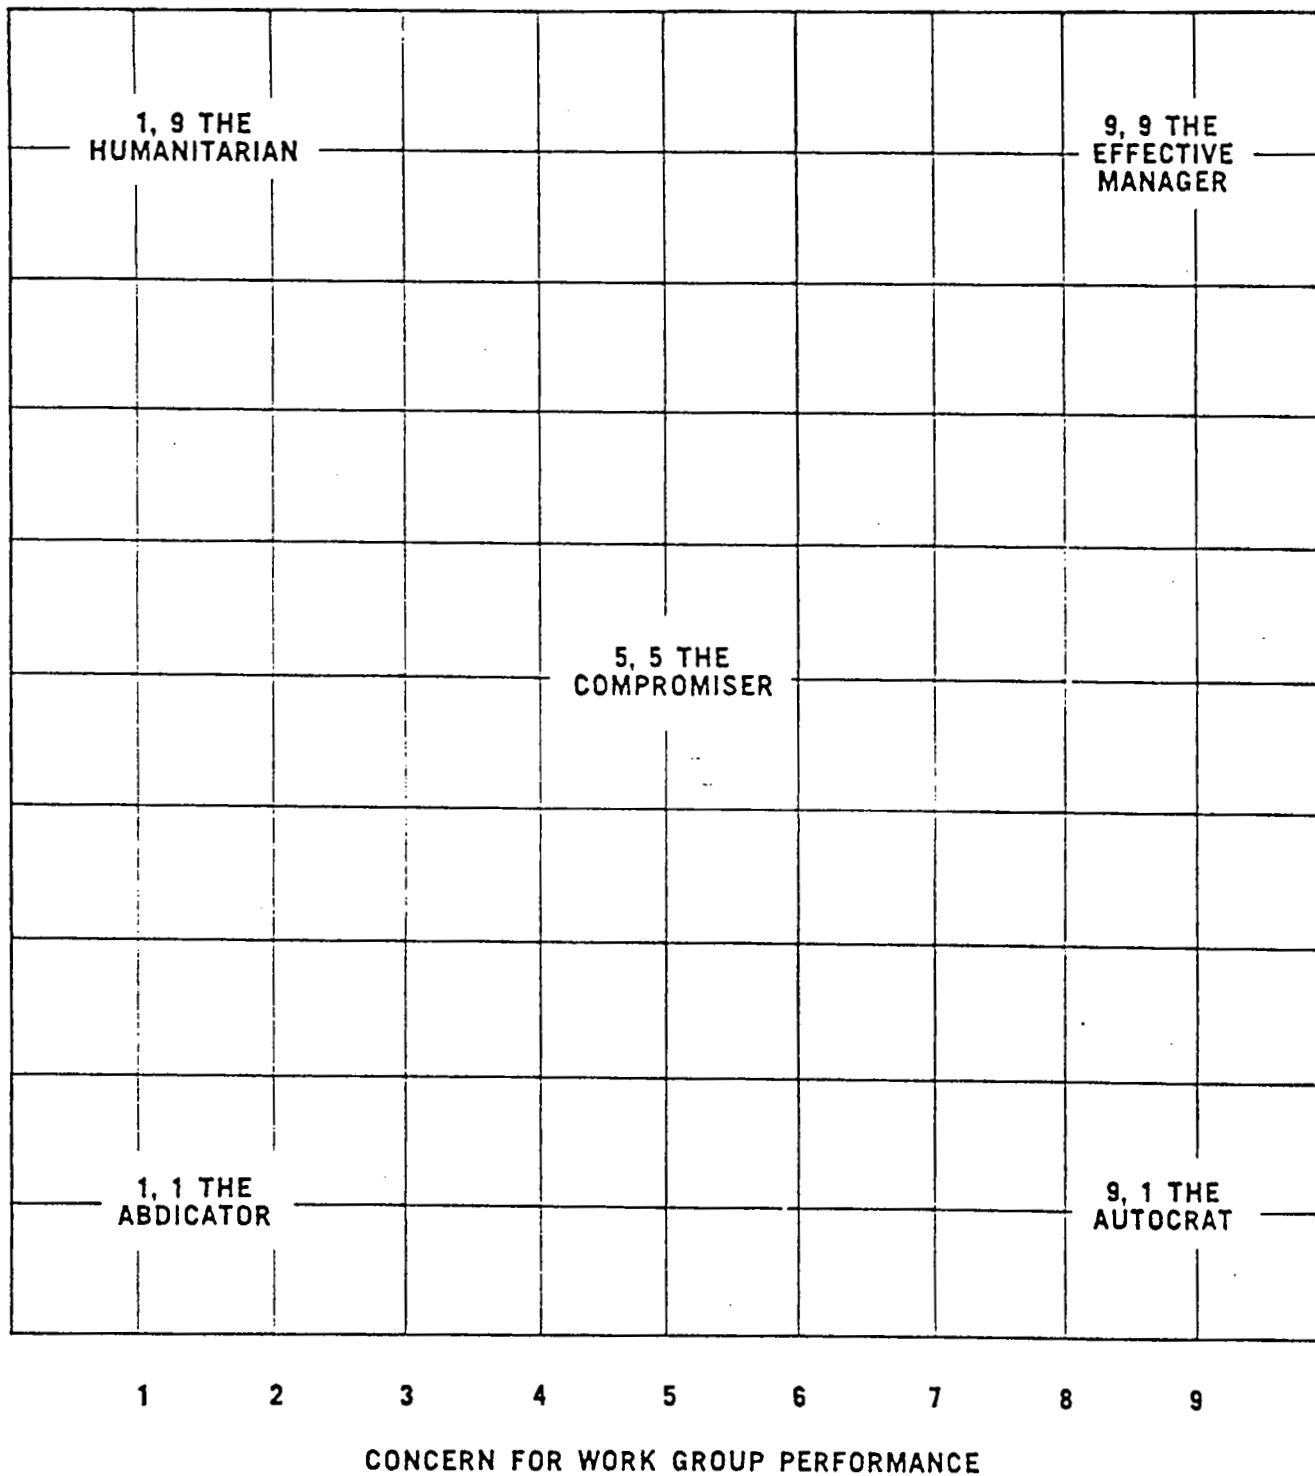 1, 9 THE
HUMANITARIAN
9, 9 THE
EFFECTIVE
MANAGER
5, 5 THE
COMPROMISER
1, 1 THE
ABDICATOR
9, 1 THE
AUTOCRAT
1 2 3 4 5 6 7 8 9
CONCERN FOR WORK GROUP PERFORMANCE